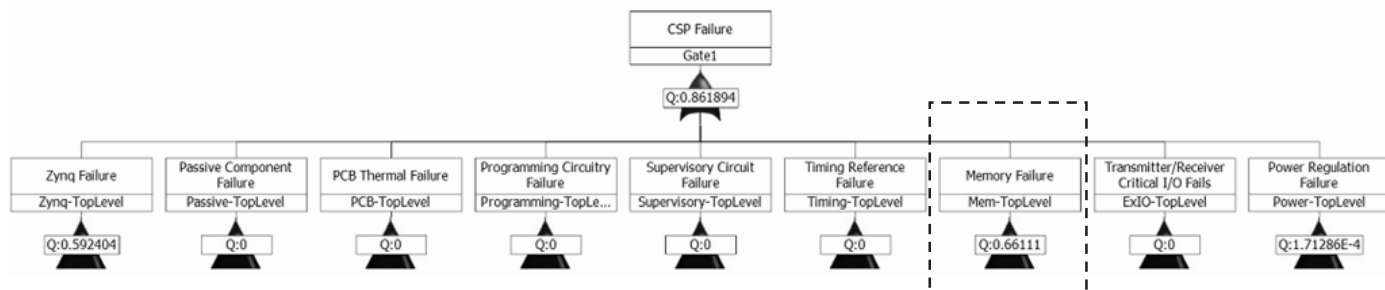 CSP Failure
Gate1
Q:0.861894
Zynq Failure
Zynq-TopLevel
Q:0.592404
Passive Component
Failure
Passive-TopLevel
Q:0
PCB Thermal Failure
PCB-TopLevel
Q:0
Programming Circuitry
Failure
Programming-TopLe...
Q:0
Supervisory Circuit
Failure
Supervisory-TopLevel
Q:0
Timing Reference
Failure
Timing-TopLevel
Q:0
Memory Failure
Mem-TopLevel
Q:0.66111
Transmitter/Receiver
Critical I/O Fails
ExIO-TopLevel
Q:0
Power Regulation
Failure
Power-TopLevel
Q:1.71286E-4